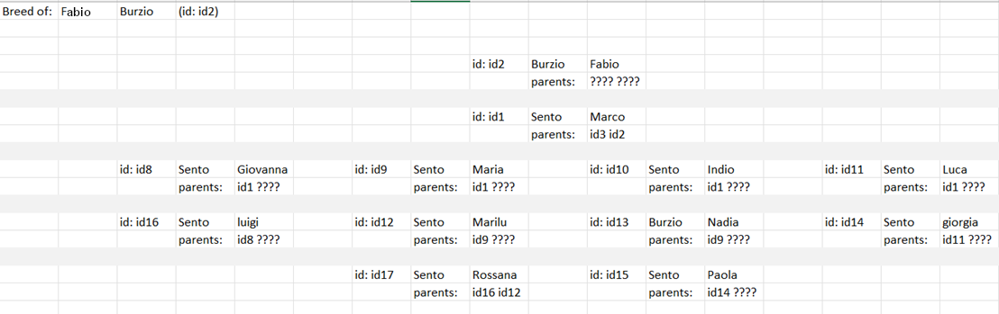 Breed of: Fabio Burzio (id: id2)
id: id2 Burzio Fabio
parents: ???? ????
id: id1 Sento Marco
parents: id3 id2
id: id8 Sento Giovanna id: id9 Sento Maria id: id10 Sento Indio id: id11 Sento Luca
parents: id1 ???? parents: id1 ???? parents: id1 ???? parents: id1 ????
id: id16 Sento luigi id: id12 Sento Marilu id: id13 Burzio Nadia id: id14 Sento giorgia
parents: id8 ???? parents: id9 ???? parents: id9 ???? parents: id11 ????
id: id17 Sento Rossana id: id15 Sento Paola
parents: id16 id12 parents: id14 ????